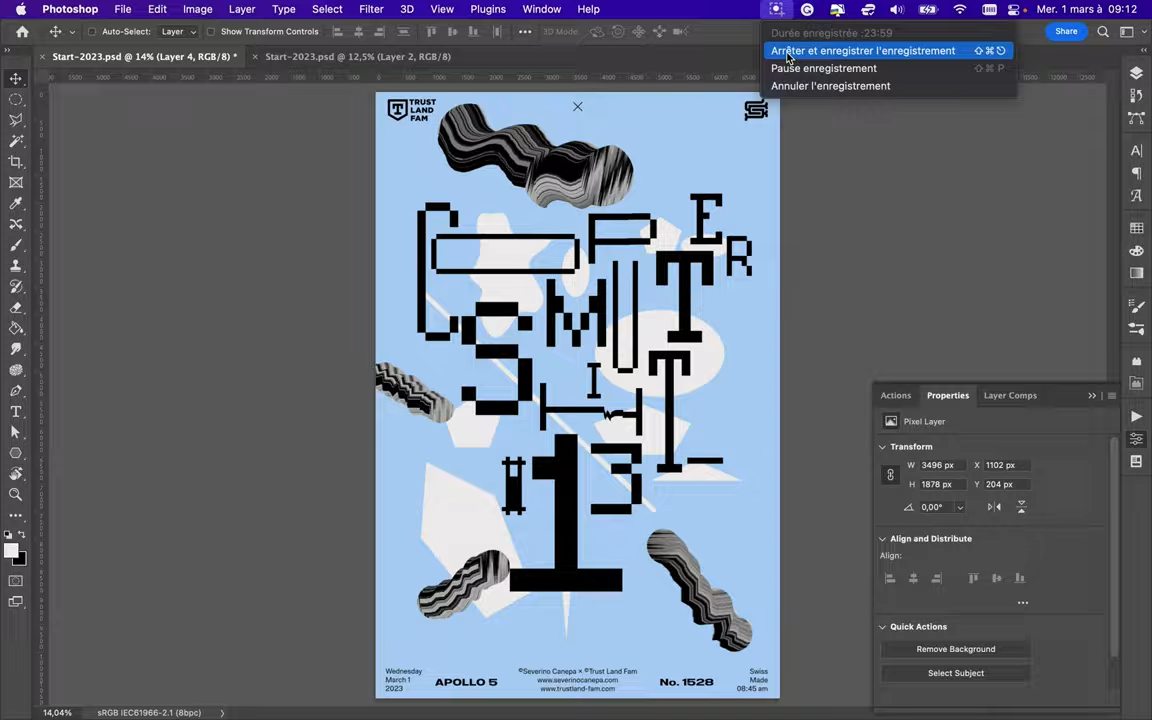 Photoshop File Edit Image Layer Type Select Filter 3D View Plugins Window Help Mer. 1 mars à 09:12
Durée enregistrée :23:59
Arrêter et enregistrer l'enregistrement
Pause enregistrement ⇧ ⌘ P
Annuler l'enregistrement
Auto-Select: Layer Show Transform Controls ••• 3D Mode: Share
× Start-2023.psd @ 14% (Layer 4, RGB/8) * × Start-2023.psd @ 12,5% (Layer 2, RGB/8)
TRUST
LAND
FAM
Wednesday
March 1
2023
APOLLO 5
©Severino Canepa × ©Trust Land Fam
www.severinocanepa.com
www.trustland-fam.com
No. 1528
Swiss
Made
08:45 am
Actions Properties Layer Comps
Pixel Layer
Transform
W 3496 px X 1102 px
H 1878 px Y 204 px
0,00°
Align and Distribute
Align:
•••
Quick Actions
Remove Background
Select Subject
14,04% sRGB IEC61966-2.1 (8bpc)